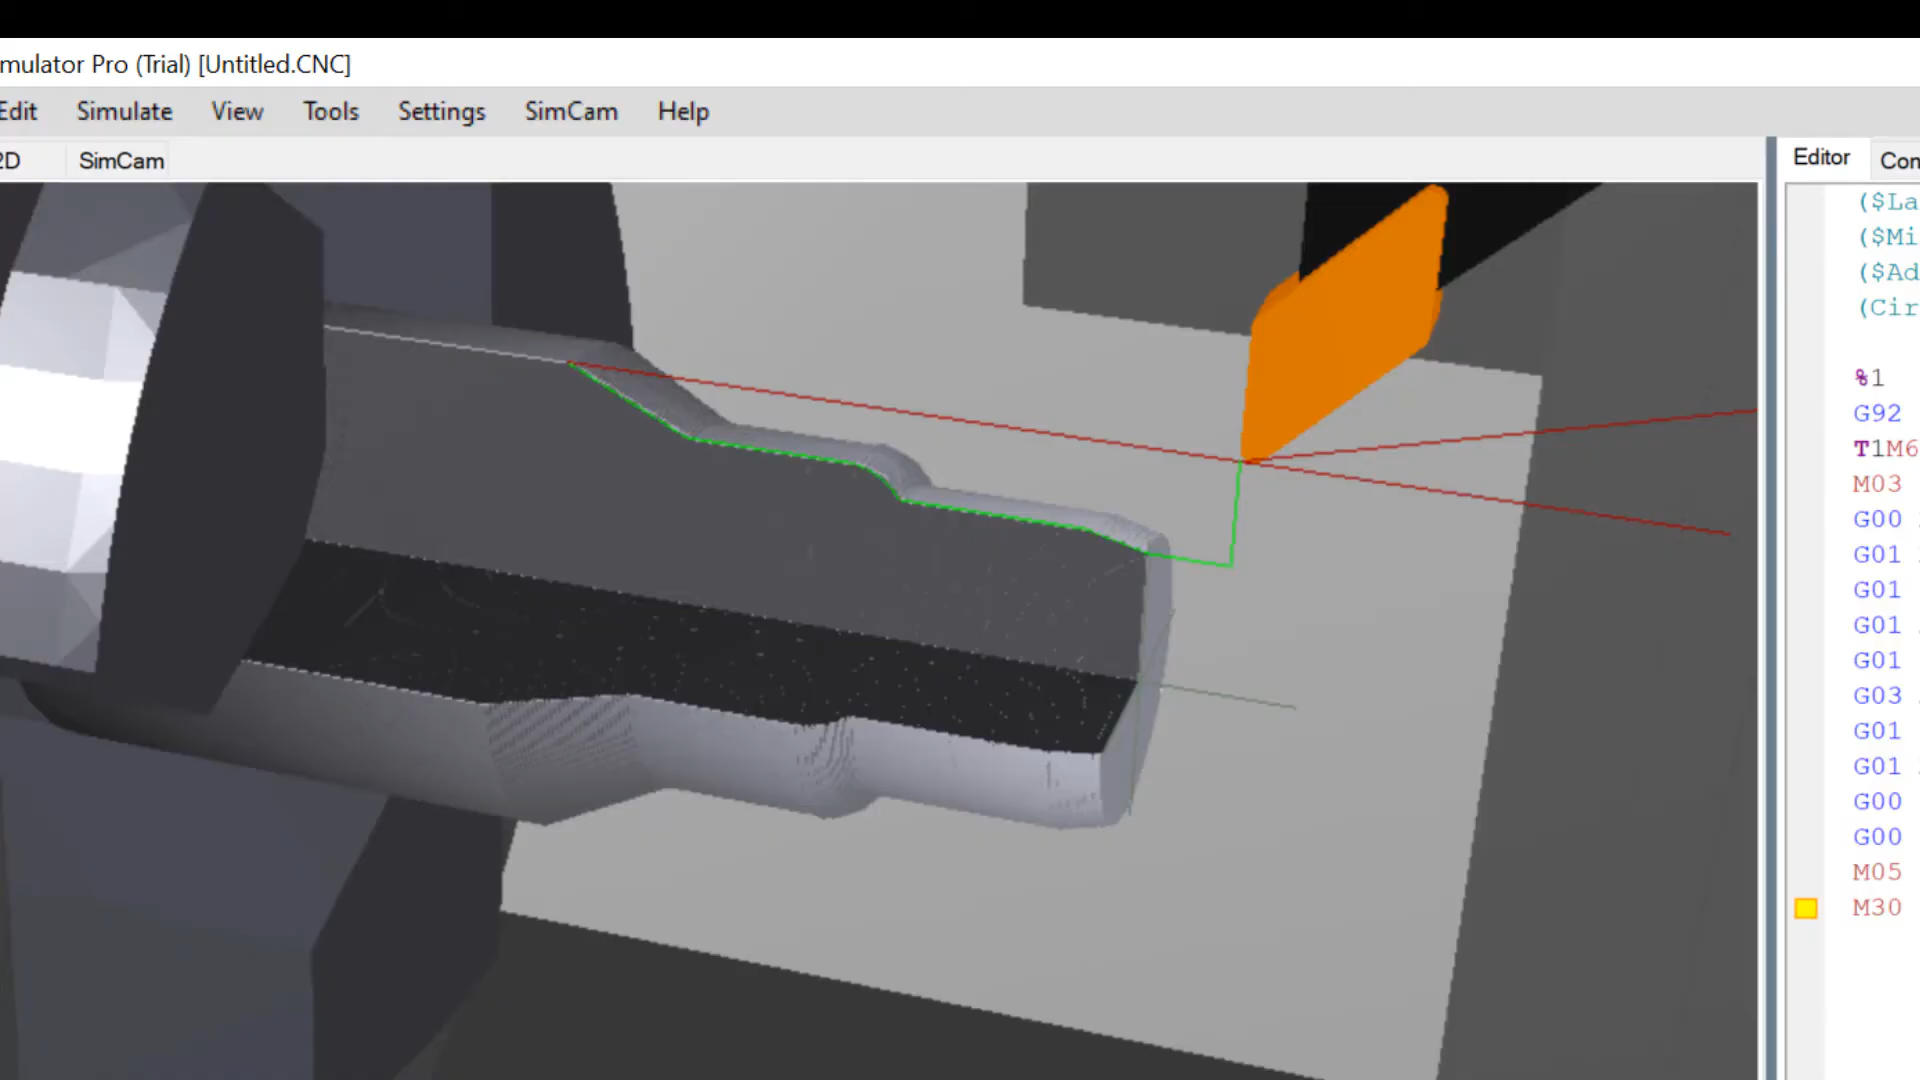 mulator Pro (Trial) [Untitled.CNC]
Edit Simulate View Tools Settings SimCam Help
2D SimCam
Editor Con
($La
($Mi
($Ad
(Cir
%1
G92
T1M6
M03
G00
G01
G01
G01
G01
G03
G01
G01
G00
G00
M05
M30